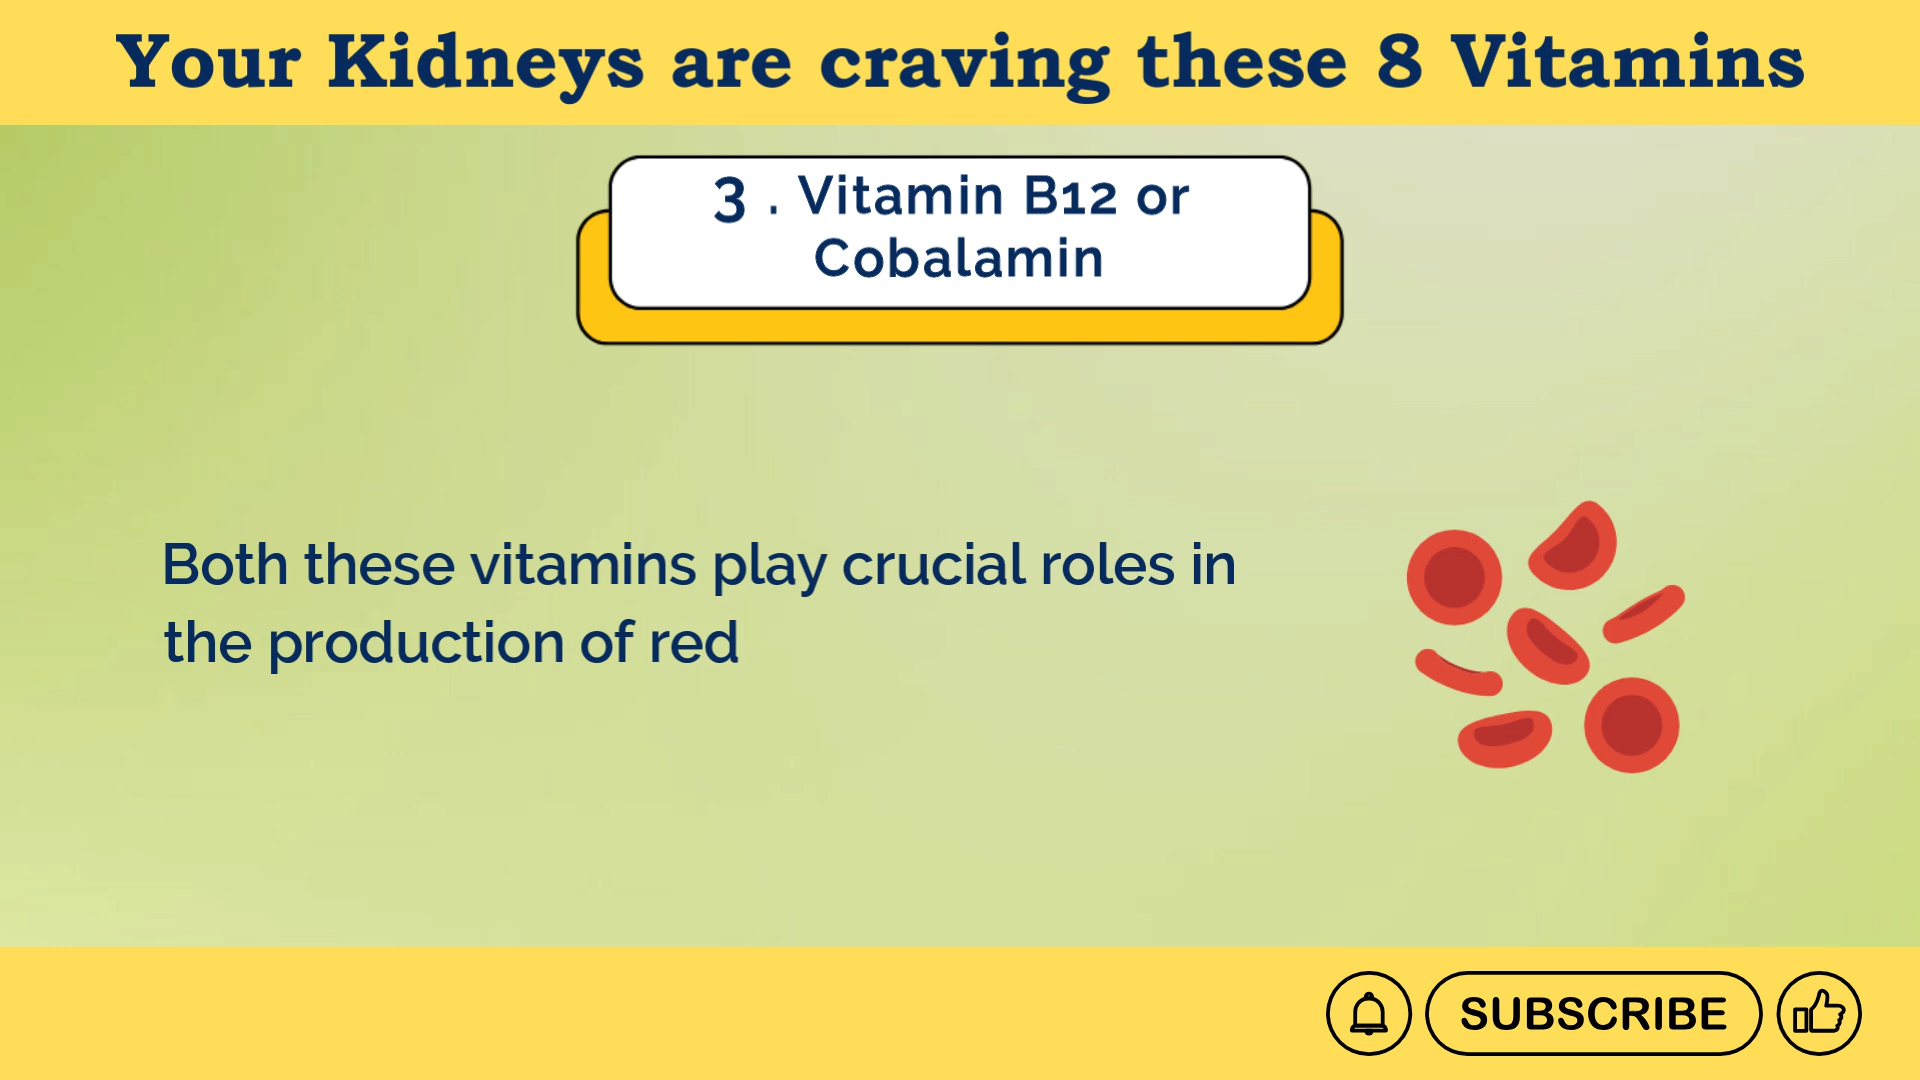 Your Kidneys are craving these 8 Vitamins
3 . Vitamin B12 or
Cobalamin
Both these vitamins play crucial roles in
the production of red
SUBSCRIBE